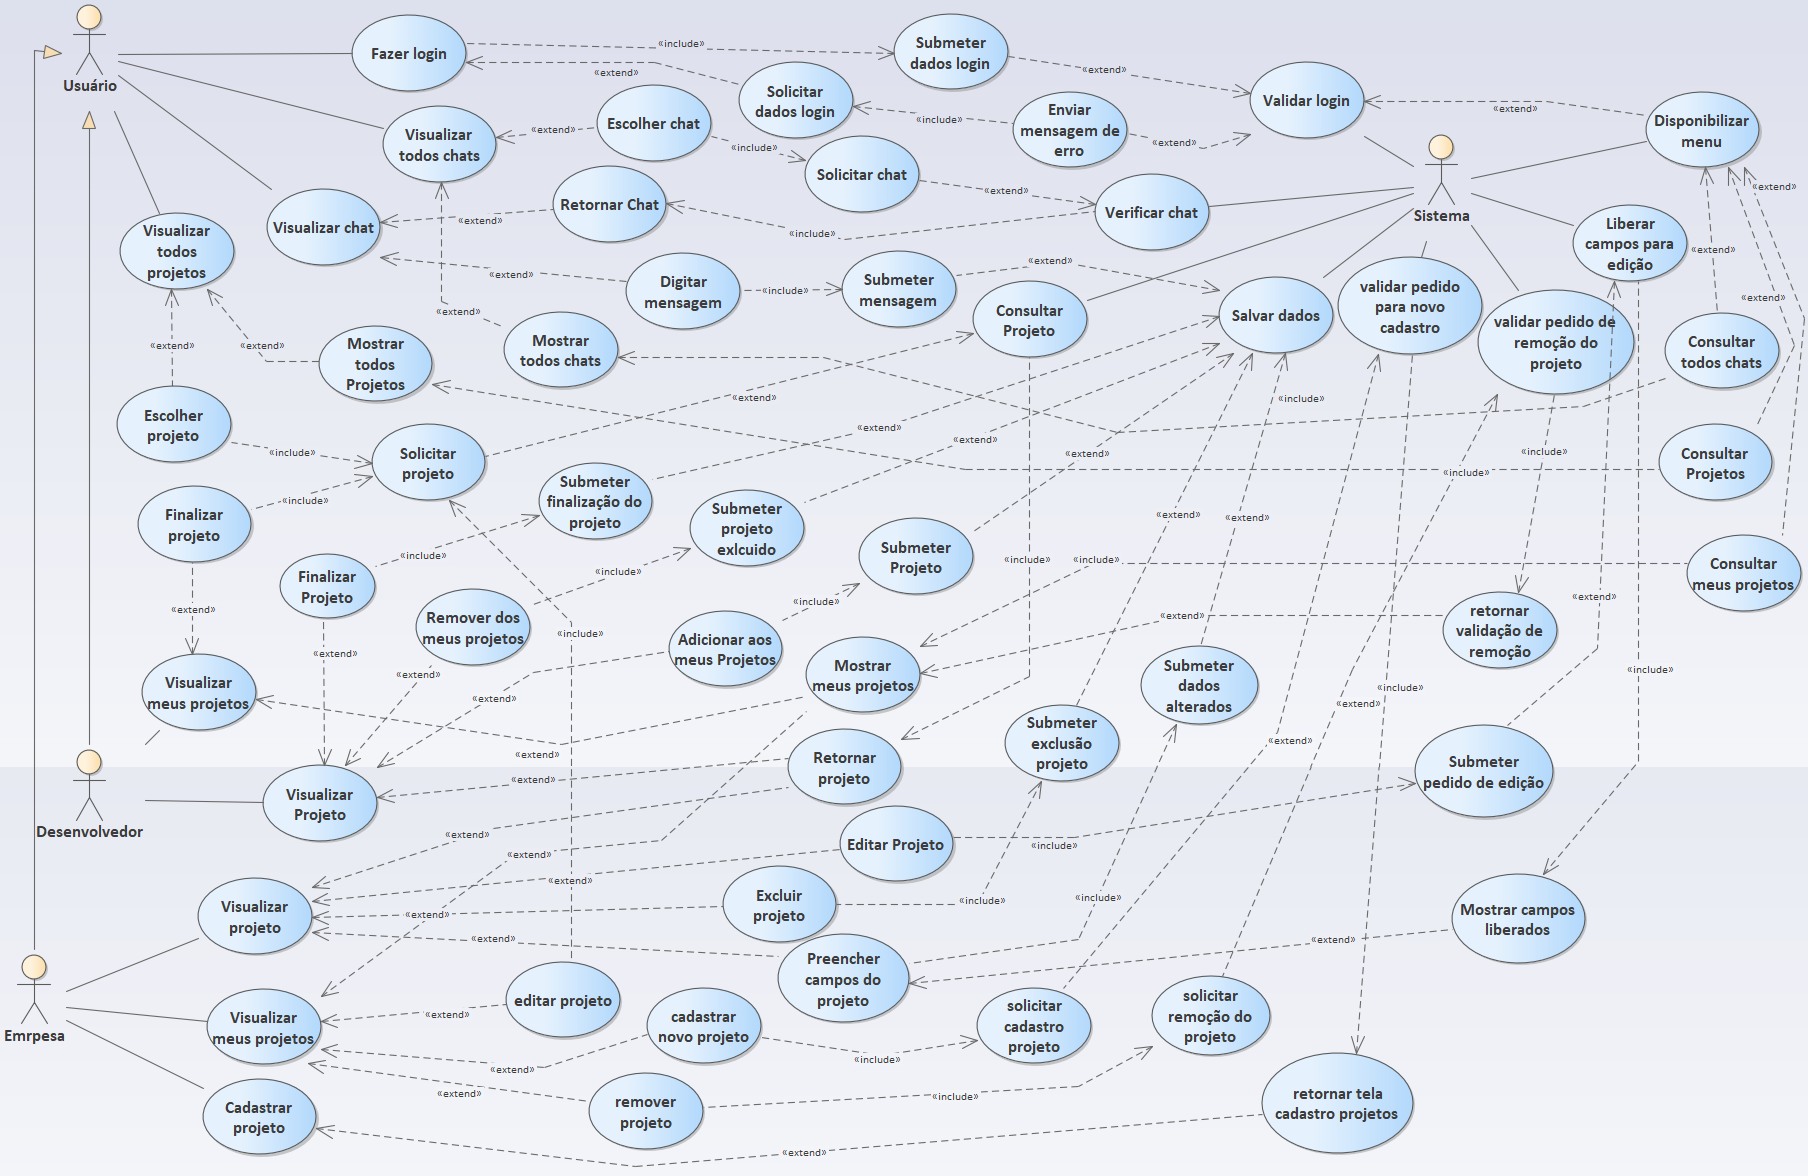 Usuário
Fazer login
«include»
Submeter
dados login
«extend»
Solicitar
dados login
«extend»
Validar login
Enviar
mensagem de
erro
«include»
«extend»
«extend»
Disponibilizar
menu
Visualizar
todos chats
«extend»
Escolher chat
«include»
Solicitar chat
«extend»
Verificar chat
Sistema
«extend»
Visualizar
todos
projetos
Visualizar chat
«extend»
Retornar Chat
«include»
Liberar
campos para
edição
«extend»
«extend»
Digitar
mensagem
«include»
Submeter
mensagem
«extend»
Consultar
Projeto
Salvar dados
validar pedido
para novo
cadastro
validar pedido de
remoção do
projeto
«extend»
Consultar
todos chats
«extend»
«extend»
«extend»
Mostrar
todos
Projetos
Mostrar
todos chats
«extend»
«include»
Escolher
projeto
«include»
Solicitar
projeto
«extend»
«extend»
«extend»
«include»
«include»
Consultar
Projetos
«include»
Finalizar
projeto
Submeter
finalização do
projeto
Submeter
projeto
exlcuido
«extend»
«extend»
«include»
Finalizar
Projeto
«include»
Submeter
Projeto
«include»
«include»
Consultar
meus projetos
«extend»
Remover dos
meus projetos
«include»
«include»
«extend»
retornar
validação de
remoção
«extend»
«extend»
Adicionar aos
meus Projetos
Mostrar
meus projetos
Submeter
dados
alterados
«include»
Visualizar
meus projetos
«extend»
«extend»
«include»
«extend»
Submeter
exclusão
projeto
«extend»
«extend»
Retornar
projeto
Submeter
pedido de edição
Desenvolvedor
Visualizar
Projeto
«extend»
«extend»
Editar Projeto
«include»
«extend»
«extend»
Visualizar
projeto
«extend»
Excluir
projeto
«include»
«include»
Mostrar campos
liberados
«extend»
Preencher
campos do
projeto
«extend»
Emrpesa
Visualizar
meus projetos
editar projeto
«extend»
cadastrar
novo projeto
«include»
solicitar
cadastro
projeto
solicitar
remoção do
projeto
«extend»
«extend»
remover
projeto
«include»
Cadastrar
projeto
retornar tela
cadastro projetos
«extend»